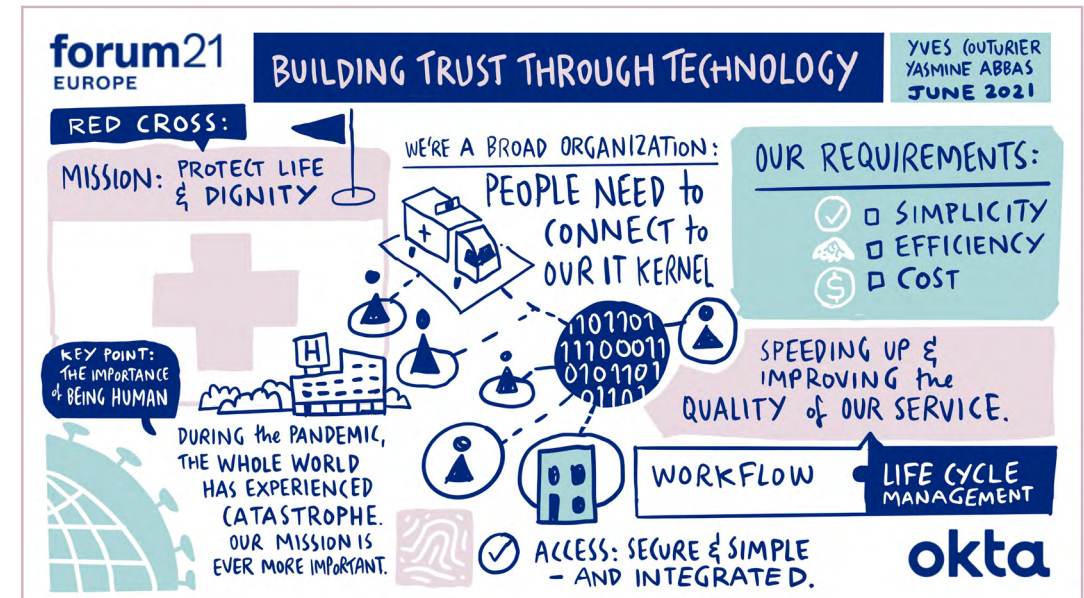 forum21
EUROPE
BUILDING TRUST THROUGH TECHNOLOGY
YVES COUTURIER
YASMINE ABBAS
JUNE 2021
RED CROSS:
MISSION: PROTECT LIFE
& DIGNITY
WE'RE A BROAD ORGANIZATION:
PEOPLE NEED to
CONNECT to
OUR IT KERNEL
OUR REQUIREMENTS:
SIMPLICITY
EFFICIENCY
$ COST
1101101
11100011
0101101
01101
H
KEY POINT:
THE IMPORTANCE
of BEING HUMAN
SPEEDING UP &
IMPROVING the
QUALITY of OUR SERVICE.
DURING the PANDEMIC,
THE WHOLE WORLD
HAS EXPERIENCED
CATASTROPHE.
OUR MISSION IS
EVER MORE IMPORTANT.
WORKFLOW
LIFE CYCLE
MANAGEMENT
ACCESS: SECURE & SIMPLE
- AND INTEGRATED.
okta